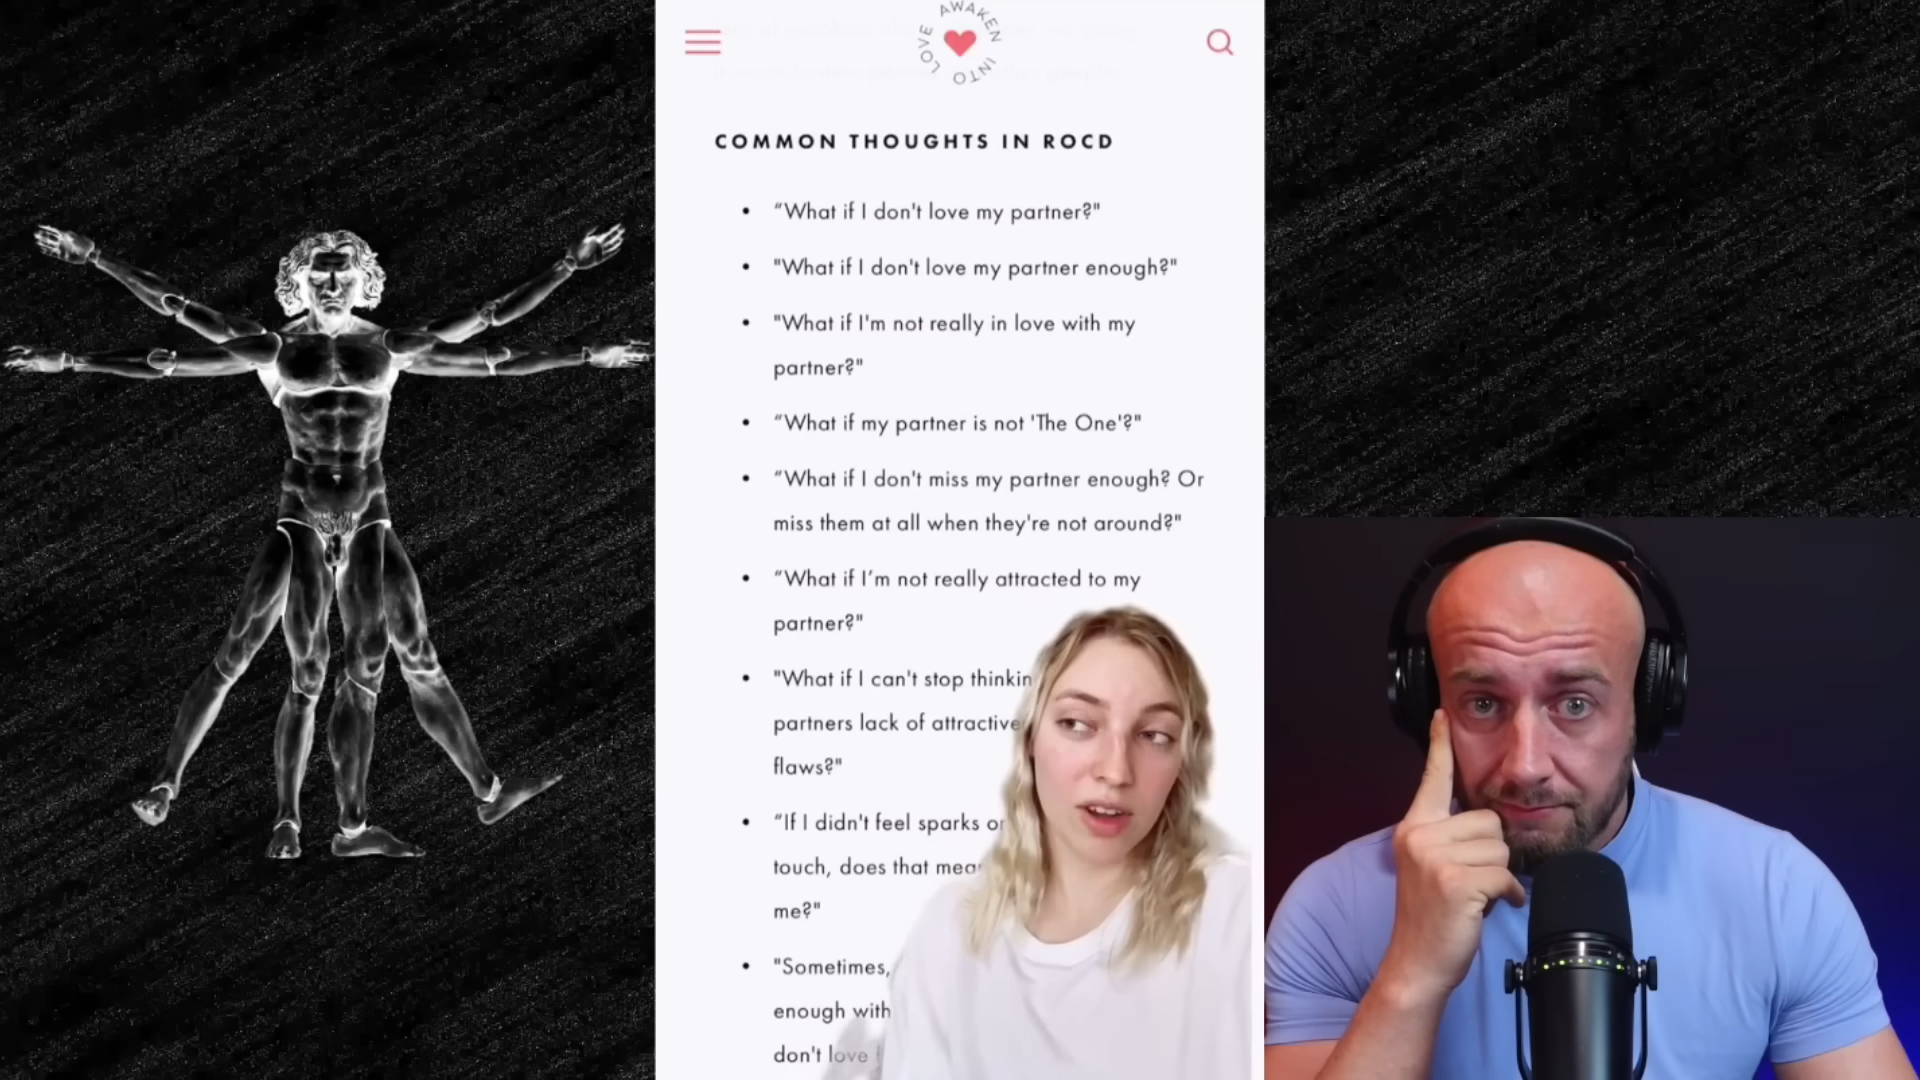 AWAKEN INTO LOVE
COMMON THOUGHTS IN ROCD
• “What if I don't love my partner?"
• "What if I don't love my partner enough?"
• "What if I'm not really in love with my
partner?"
• “What if my partner is not 'The One'?"
• “What if I don't miss my partner enough? Or
miss them at all when they're not around?"
• “What if I’m not really attracted to my
partner?"
• "What if I can't stop thinkin
partners lack of attractive
flaws?"
• “If I didn't feel sparks or
touch, does that mea
me?"
• "Sometimes,
enough with
don't love